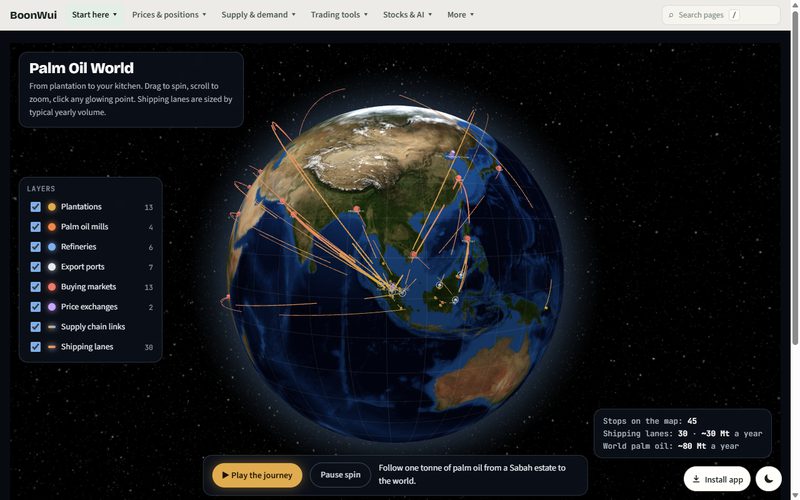 BoonWui
Start here
Prices & positions
Supply & demand
Trading tools
Stocks & AI
More
Search pages
/
Palm Oil World
From plantation to your kitchen. Drag to spin, scroll to
zoom, click any glowing point. Shipping lanes are sized by
typical yearly volume.
LAYERS
Plantations 13
Palm oil mills 4
Refineries 6
Export ports 7
Buying markets 13
Price exchanges 2
Supply chain links
Shipping lanes 30
Stops on the map: 45
Shipping lanes: 30 · ~30 Mt a year
World palm oil: ~80 Mt a year
Play the journey
Pause spin
Follow one tonne of palm oil from a Sabah estate to
the world.
Install app